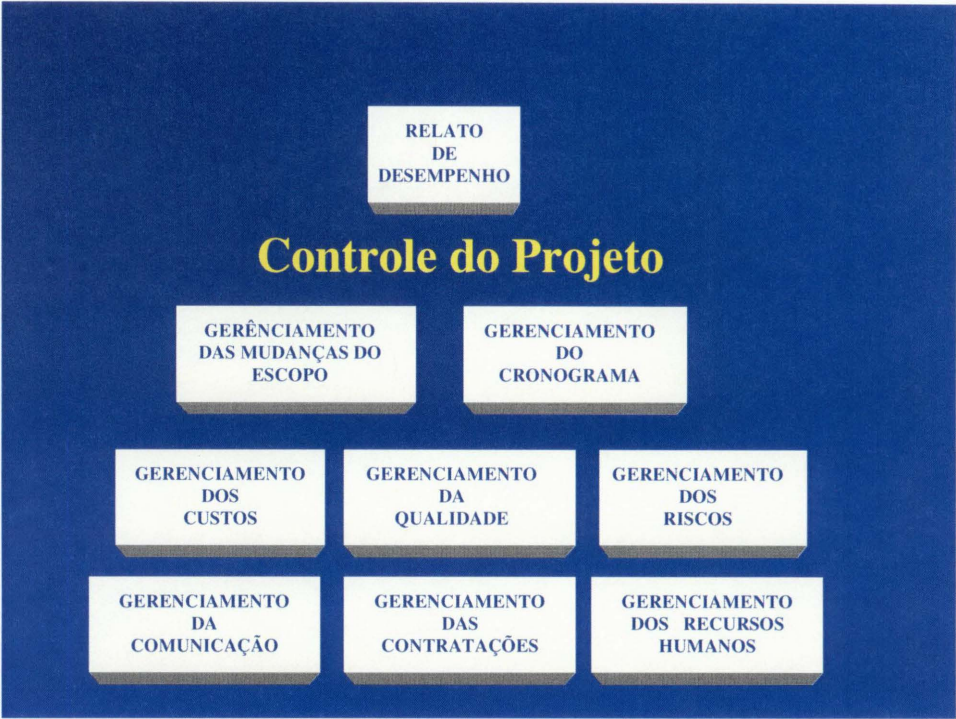 RELATO
DE
DESEMPENHO
Controle do Projeto
GERÊNCIAMENTO
DAS MUDANÇAS DO
ESCOPO
GERENCIAMENTO
DO
CRONOGRAMA
GERENCIAMENTO
DOS
CUSTOS
GERENCIAMENTO
DA
QUALIDADE
GERENCIAMENTO
DOS
RISCOS
GERENCIAMENTO
DA
COMUNICAÇÃO
GERENCIAMENTO
DAS
CONTRATAÇÕES
GERENCIAMENTO
DOS RECURSOS
HUMANOS